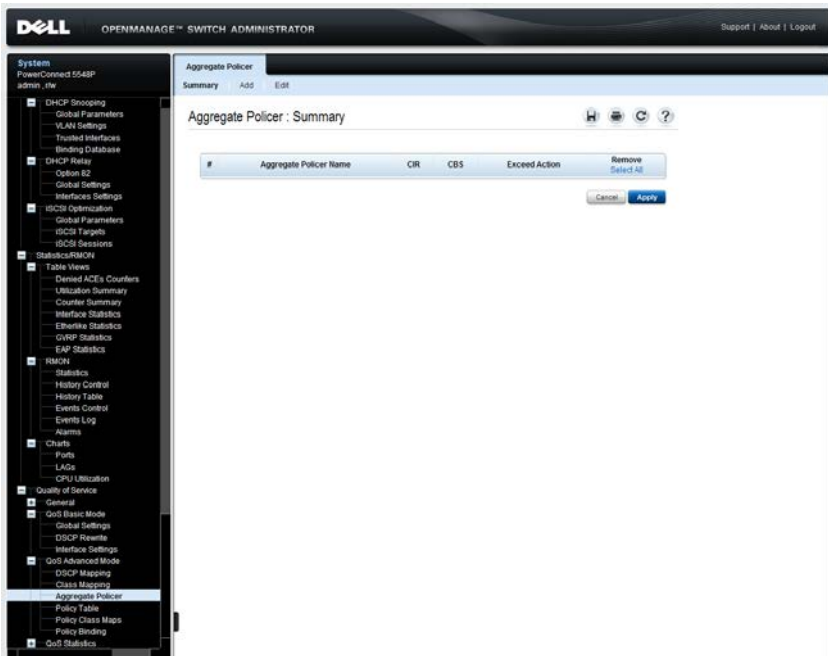 DELL
OPENMANAGE™ SWITCH ADMINISTRATOR
Support | About | Logout
System
PowerConnect 5548P
admin , r/w
DHCP Snooping
Global Parameters
VLAN Settings
Trusted Interfaces
Binding Database
DHCP Relay
Option 82
Global Settings
Interfaces Settings
iSCSI Optimization
Global Parameters
iSCSI Targets
iSCSI Sessions
Statistics/RMON
Table Views
Denied ACEs Counters
Utilization Summary
Counter Summary
Interface Statistics
Etherlike Statistics
GVRP Statistics
EAP Statistics
RMON
Statistics
History Control
History Table
Events Control
Events Log
Alarms
Charts
Ports
LAGs
CPU Utilization
Quality of Service
General
QoS Basic Mode
Global Settings
DSCP Rewrite
Interface Settings
QoS Advanced Mode
DSCP Mapping
Class Mapping
Aggregate Policer
Policy Table
Policy Class Maps
Policy Binding
QoS Statistics
Aggregate Policer
Summary Add Edit
Aggregate Policer : Summary
?
# Aggregate Policer Name CIR CBS Exceed Action Remove
Select All
Cancel Apply